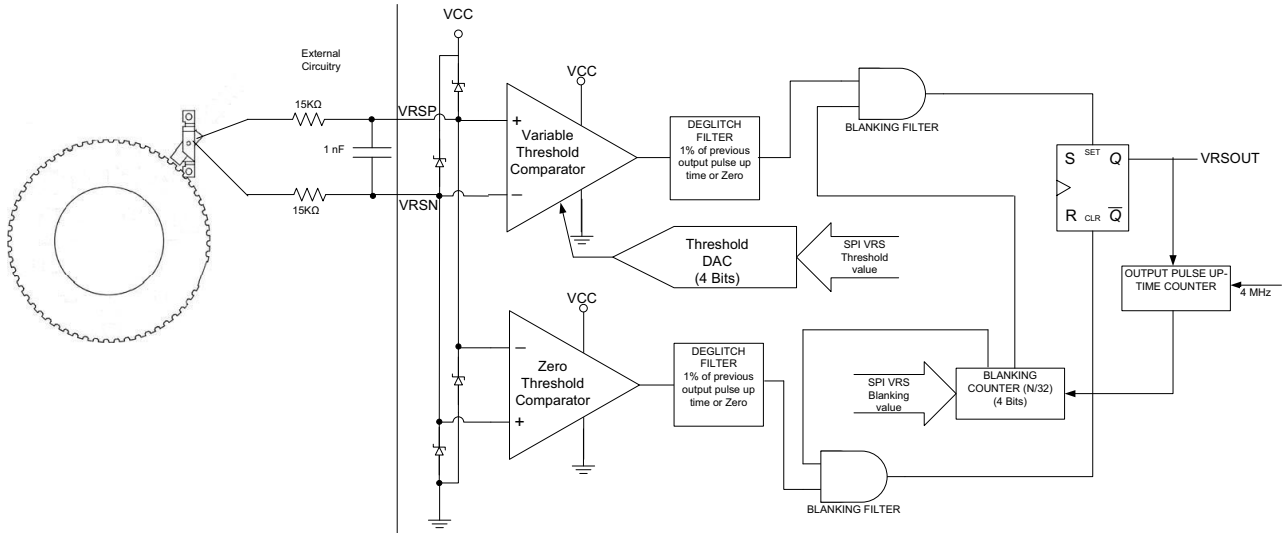 External
Circuitry
15KΩ
1 nF
15KΩ
VRSP
VRSN
VCC
VCC
+
Variable
Threshold
Comparator
−
DEGLITCH
FILTER
1% of previous
output pulse up
time or Zero
BLANKING FILTER
S SET Q
R CLR Q
VRSOUT
Threshold
DAC
(4 Bits)
SPI VRS
Threshold
value
OUTPUT PULSE UP-
TIME COUNTER
4 MHz
VCC
−
Zero
Threshold
Comparator
+
DEGLITCH
FILTER
1% of previous
output pulse up
time or Zero
SPI VRS
Blanking
value
BLANKING
COUNTER (N/32)
(4 Bits)
BLANKING FILTER